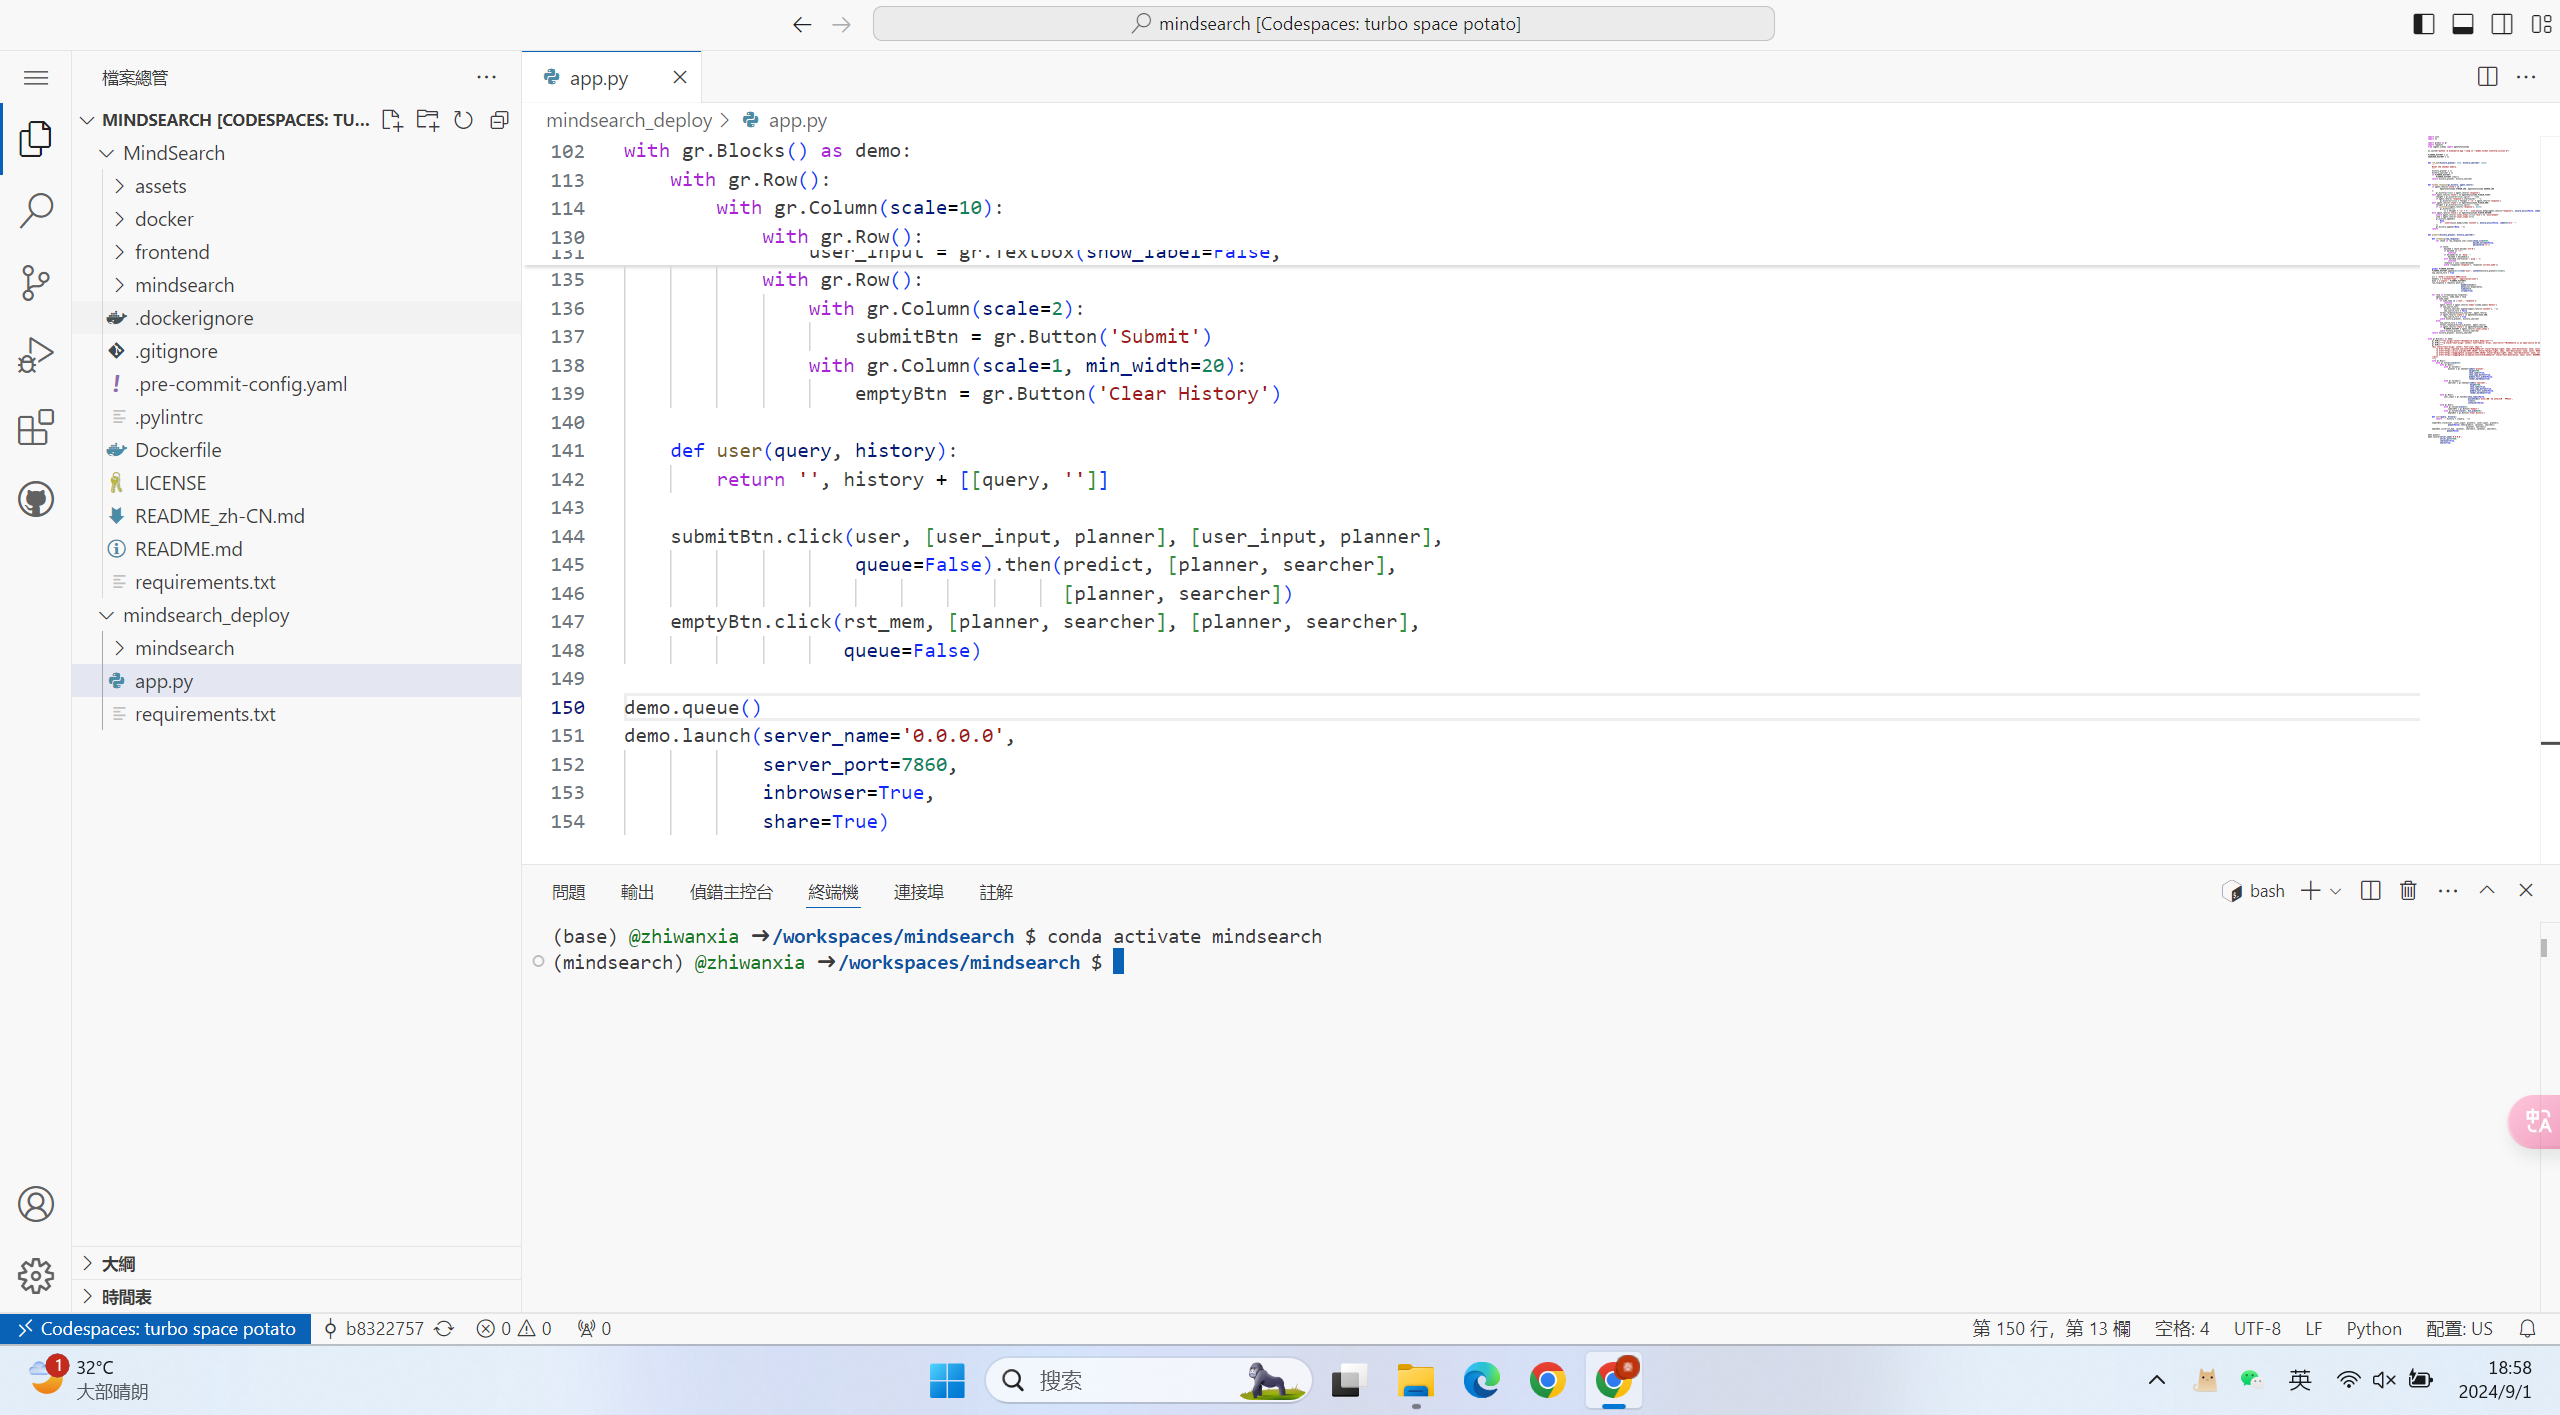 mindsearch [Codespaces: turbo space potato]
檔案總管
MINDSEARCH [CODESPACES: TU...
MindSearch
assets
docker
frontend
mindsearch
.dockerignore
.gitignore
.pre-commit-config.yaml
.pylintrc
Dockerfile
LICENSE
README_zh-CN.md
README.md
requirements.txt
mindsearch_deploy
mindsearch
app.py
requirements.txt
大綱
時間表
app.py
mindsearch_deploy > app.py
102 with gr.Blocks() as demo:
113 with gr.Row():
114 with gr.Column(scale=10):
130 with gr.Row():
131 user_input = gr.Textbox(show_label=False,
135 with gr.Row():
136 with gr.Column(scale=2):
137 submitBtn = gr.Button('Submit')
138 with gr.Column(scale=1, min_width=20):
139 emptyBtn = gr.Button('Clear History')
140
141 def user(query, history):
142 return '', history + [[query, '']]
143
144 submitBtn.click(user, [user_input, planner], [user_input, planner],
145 queue=False).then(predict, [planner, searcher],
146 [planner, searcher])
147 emptyBtn.click(rst_mem, [planner, searcher], [planner, searcher],
148 queue=False)
149
150 demo.queue()
151 demo.launch(server_name='0.0.0.0',
152 server_port=7860,
153 inbrowser=True,
154 share=True)
問題 輸出 偵錯主控台 終端機 連接埠 註解
bash
(base) @zhiwanxia ➜/workspaces/mindsearch $ conda activate mindsearch
(mindsearch) @zhiwanxia ➜/workspaces/mindsearch $
中A
Codespaces: turbo space potato b8322757 0 0 0
第 150 行，第 13 欄 空格: 4 UTF-8 LF Python 配置: US
1
32°C
大部晴朗
搜索
英
18:58
2024/9/1